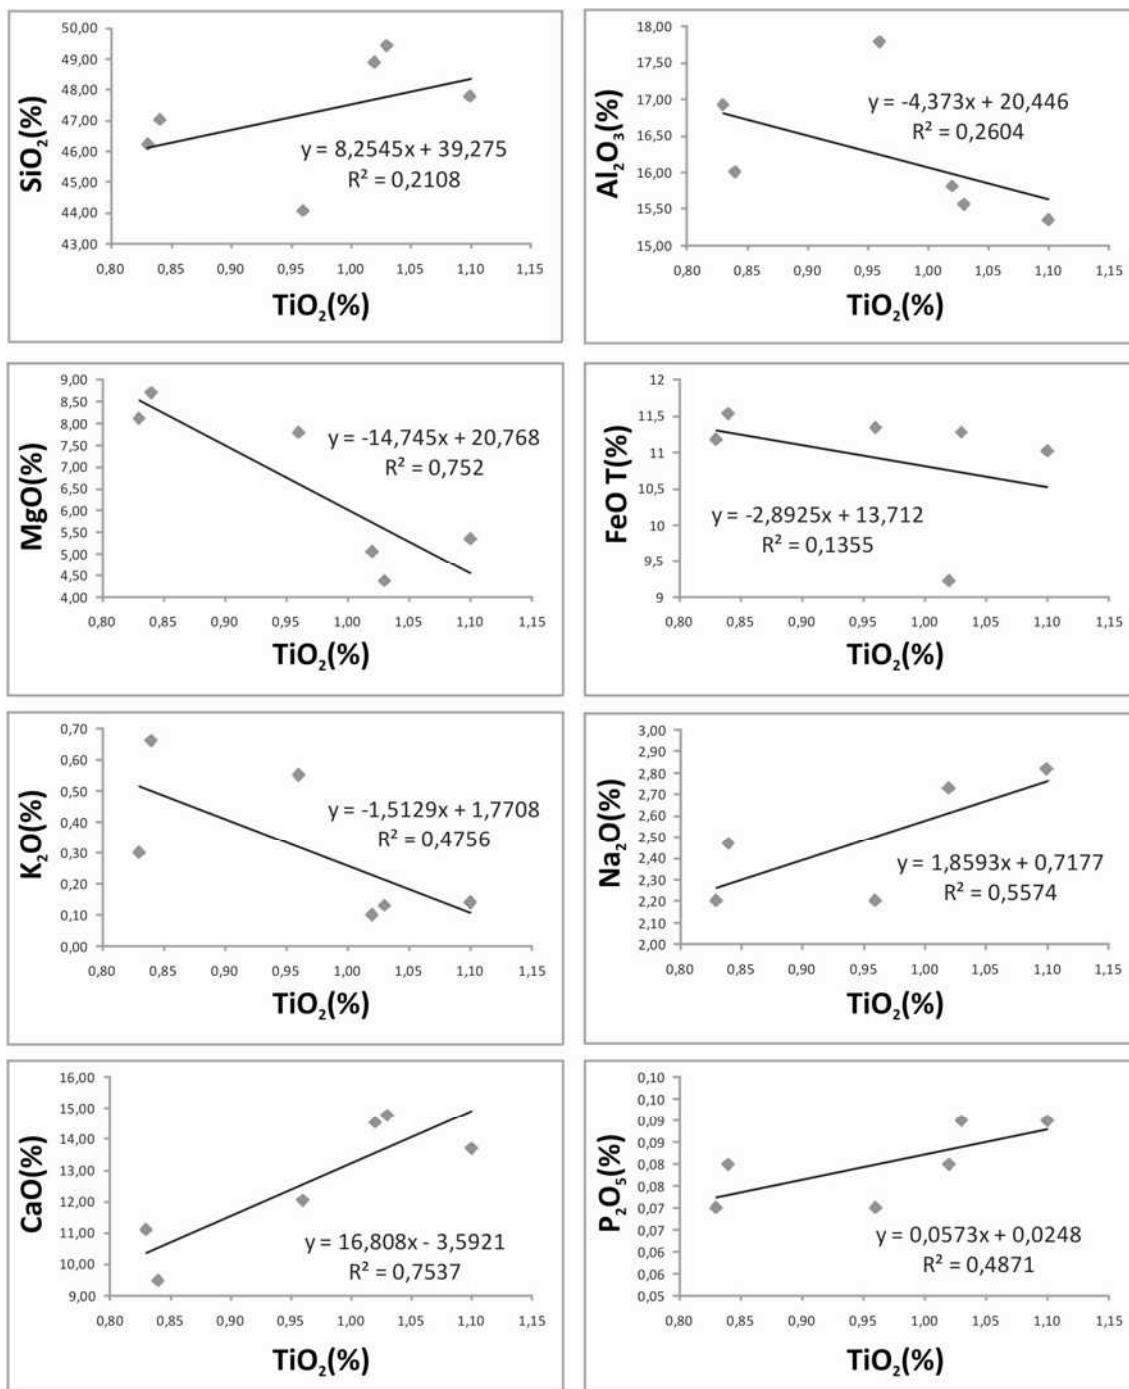 50,00
49,00
48,00
47,00
46,00
45,00
44,00
43,00
SiO₂(%)
y = 8,2545x + 39,275
R² = 0,2108
0,80 0,85 0,90 0,95 1,00 1,05 1,10 1,15
TiO₂(%)
18,00
17,50
17,00
16,50
16,00
15,50
15,00
Al₂O₃(%)
y = -4,373x + 20,446
R² = 0,2604
0,80 0,85 0,90 0,95 1,00 1,05 1,10 1,15
TiO₂(%)
9,00
8,50
8,00
7,50
7,00
6,50
6,00
5,50
5,00
4,50
4,00
MgO(%)
y = -14,745x + 20,768
R² = 0,752
0,80 0,85 0,90 0,95 1,00 1,05 1,10 1,15
TiO₂(%)
12
11,5
11
10,5
10
9,5
9
FeO T(%)
y = -2,8925x + 13,712
R² = 0,1355
0,80 0,85 0,90 0,95 1,00 1,05 1,10 1,15
TiO₂(%)
0,70
0,60
0,50
0,40
0,30
0,20
0,10
0,00
K₂O(%)
y = -1,5129x + 1,7708
R² = 0,4756
0,80 0,85 0,90 0,95 1,00 1,05 1,10 1,15
TiO₂(%)
3,00
2,90
2,80
2,70
2,60
2,50
2,40
2,30
2,20
2,10
2,00
Na₂O(%)
y = 1,8593x + 0,7177
R² = 0,5574
0,80 0,85 0,90 0,95 1,00 1,05 1,10 1,15
TiO₂(%)
16,00
15,00
14,00
13,00
12,00
11,00
10,00
9,00
CaO(%)
y = 16,808x - 3,5921
R² = 0,7537
0,80 0,85 0,90 0,95 1,00 1,05 1,10 1,15
TiO₂(%)
0,10
0,10
0,09
0,09
0,08
0,08
0,07
0,07
0,06
0,06
0,05
P₂O₅(%)
y = 0,0573x + 0,0248
R² = 0,4871
0,80 0,85 0,90 0,95 1,00 1,05 1,10 1,15
TiO₂(%)